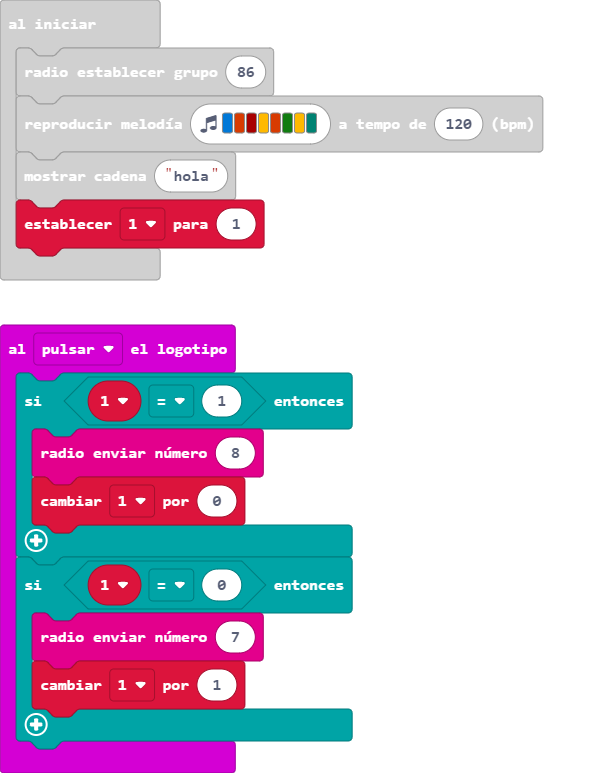 al iniciar
radio establecer grupo 86
reproducir melodía a tempo de 120 (bpm)
mostrar cadena "hola"
establecer 1 para 1
al pulsar el logotipo
si 1 = 1 entonces
radio enviar número 8
cambiar 1 por 0
si 1 = 0 entonces
radio enviar número 7
cambiar 1 por 1